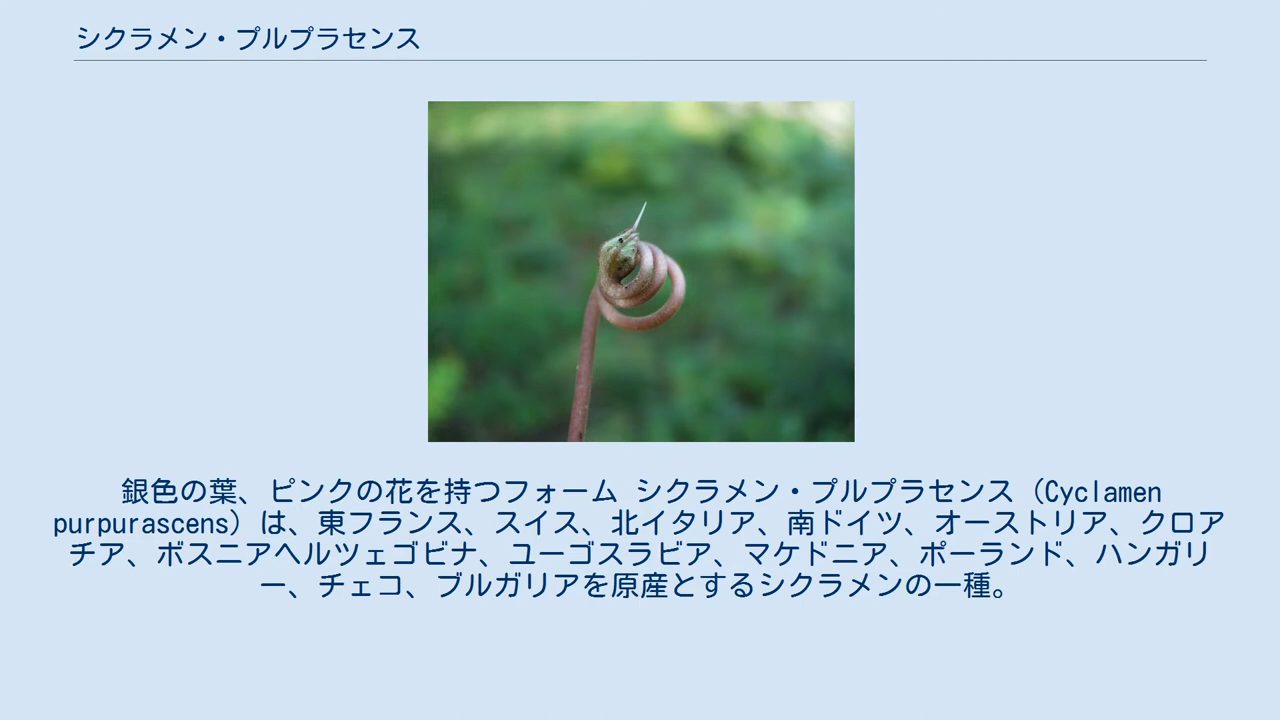 シクラメン・プルプラセンス
銀色の葉、ピンクの花を持つフォーム シクラメン・プルプラセンス（Cyclamen
purpurascens）は、東フランス、スイス、北イタリア、南ドイツ、オーストリア、クロア
チア、ボスニアヘルツェゴビナ、ユーゴスラビア、マケドニア、ポーランド、ハンガリ
ー、チェコ、ブルガリアを原産とするシクラメンの一種。